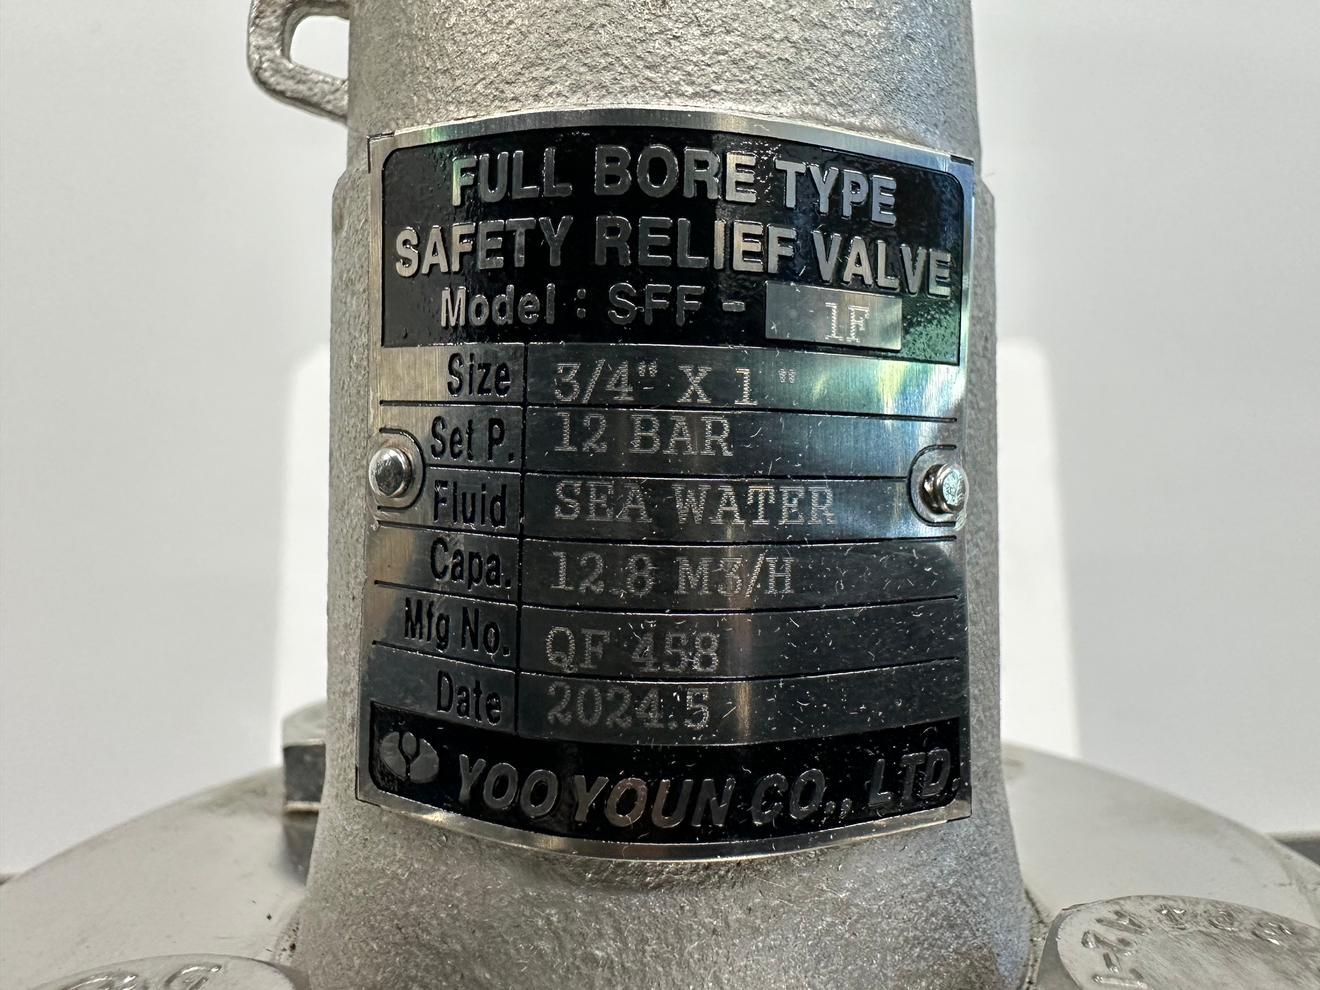 FULL BORE TYPE
SAFETY RELIEF VALVE
Model : SFF - 1F
Size 3/4" X 1 "
Set P. 12 BAR
Fluid SEA WATER
Capa. 12.8 M3/H
Mfg No. QF 458
Date 2024.5
YOO YOUN CO., LTD.